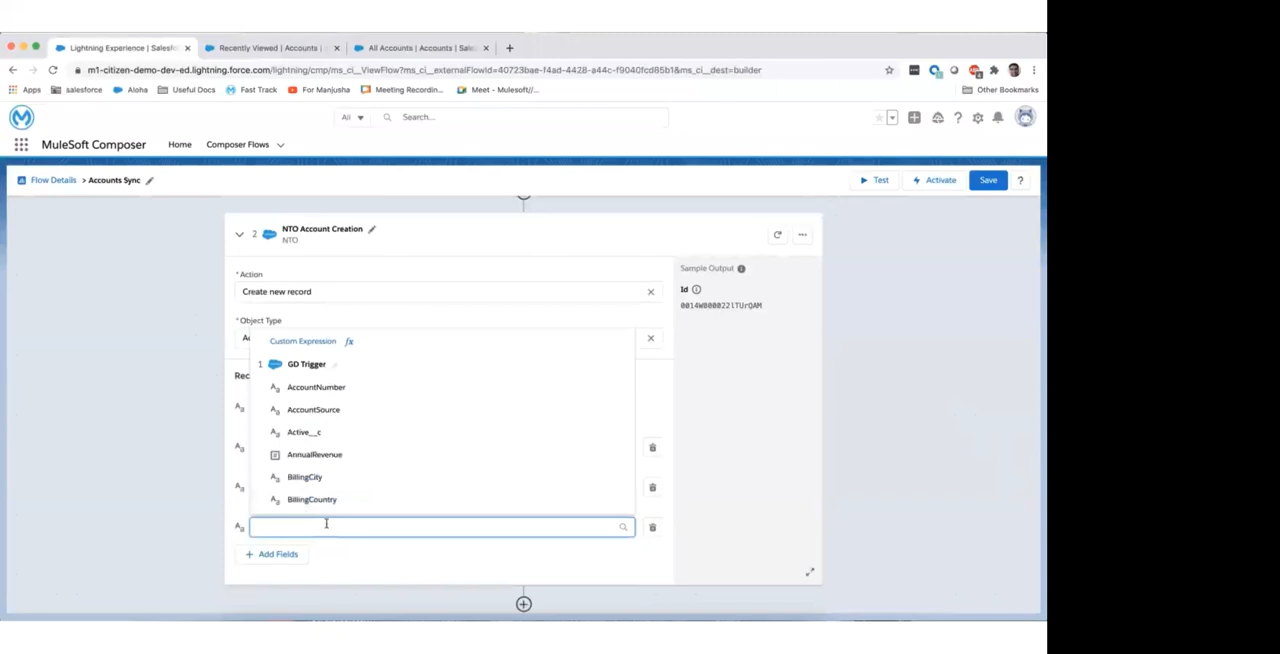 Lightning Experience | Salesf
Recently Viewed | Accounts |
All Accounts | Accounts | Sale
m1-citizen-demo-dev-ed.lightning.force.com/lightning/cmp/ms_ci__ViewFlow?ms_ci__externalFlowId=40723bae-f4ad-4428-a44c-f9040fcd85b1&ms_ci__dest=builder
Apps salesforce Aloha Useful Docs Fast Track For Manjusha Meeting Recordin... Meet - Mulesoft//... Other Bookmarks
All Search...
MuleSoft Composer Home Composer Flows
Flow Details > Accounts Sync Test Activate Save ?
2 NTO Account Creation
NTO
* Action
Create new record
* Object Type
Ac
Custom Expression fx
1 GD Trigger
Rec
AccountNumber
AccountSource
Active__c
AnnualRevenue
BillingCity
BillingCountry
+ Add Fields
Sample Output
Id
0014W000022lTUrQAM